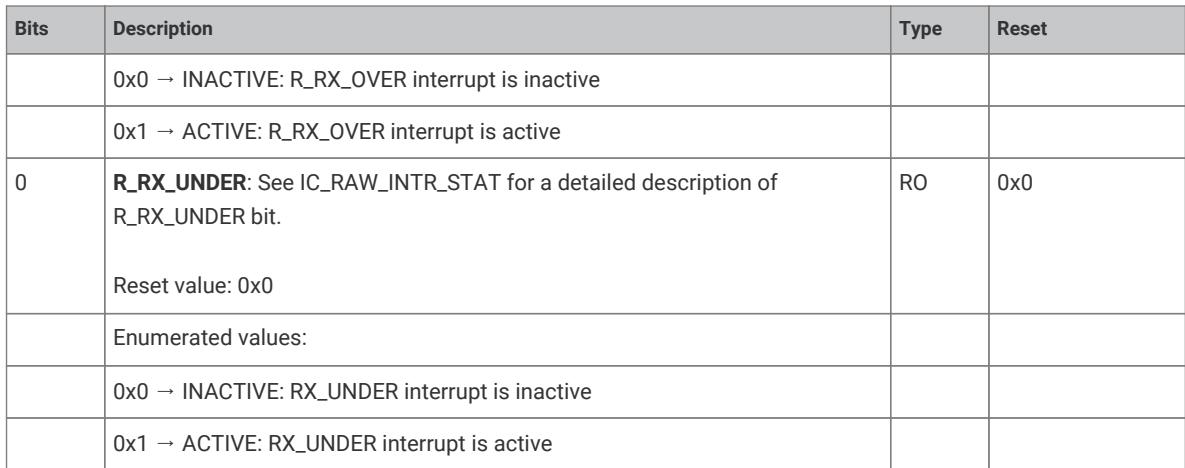 Bits Description Type Reset
0x0 → INACTIVE: R_RX_OVER interrupt is inactive
0x1 → ACTIVE: R_RX_OVER interrupt is active
0 R_RX_UNDER: See IC_RAW_INTR_STAT for a detailed description of RO 0x0
R_RX_UNDER bit.
Reset value: 0x0
Enumerated values:
0x0 → INACTIVE: RX_UNDER interrupt is inactive
0x1 → ACTIVE: RX_UNDER interrupt is active